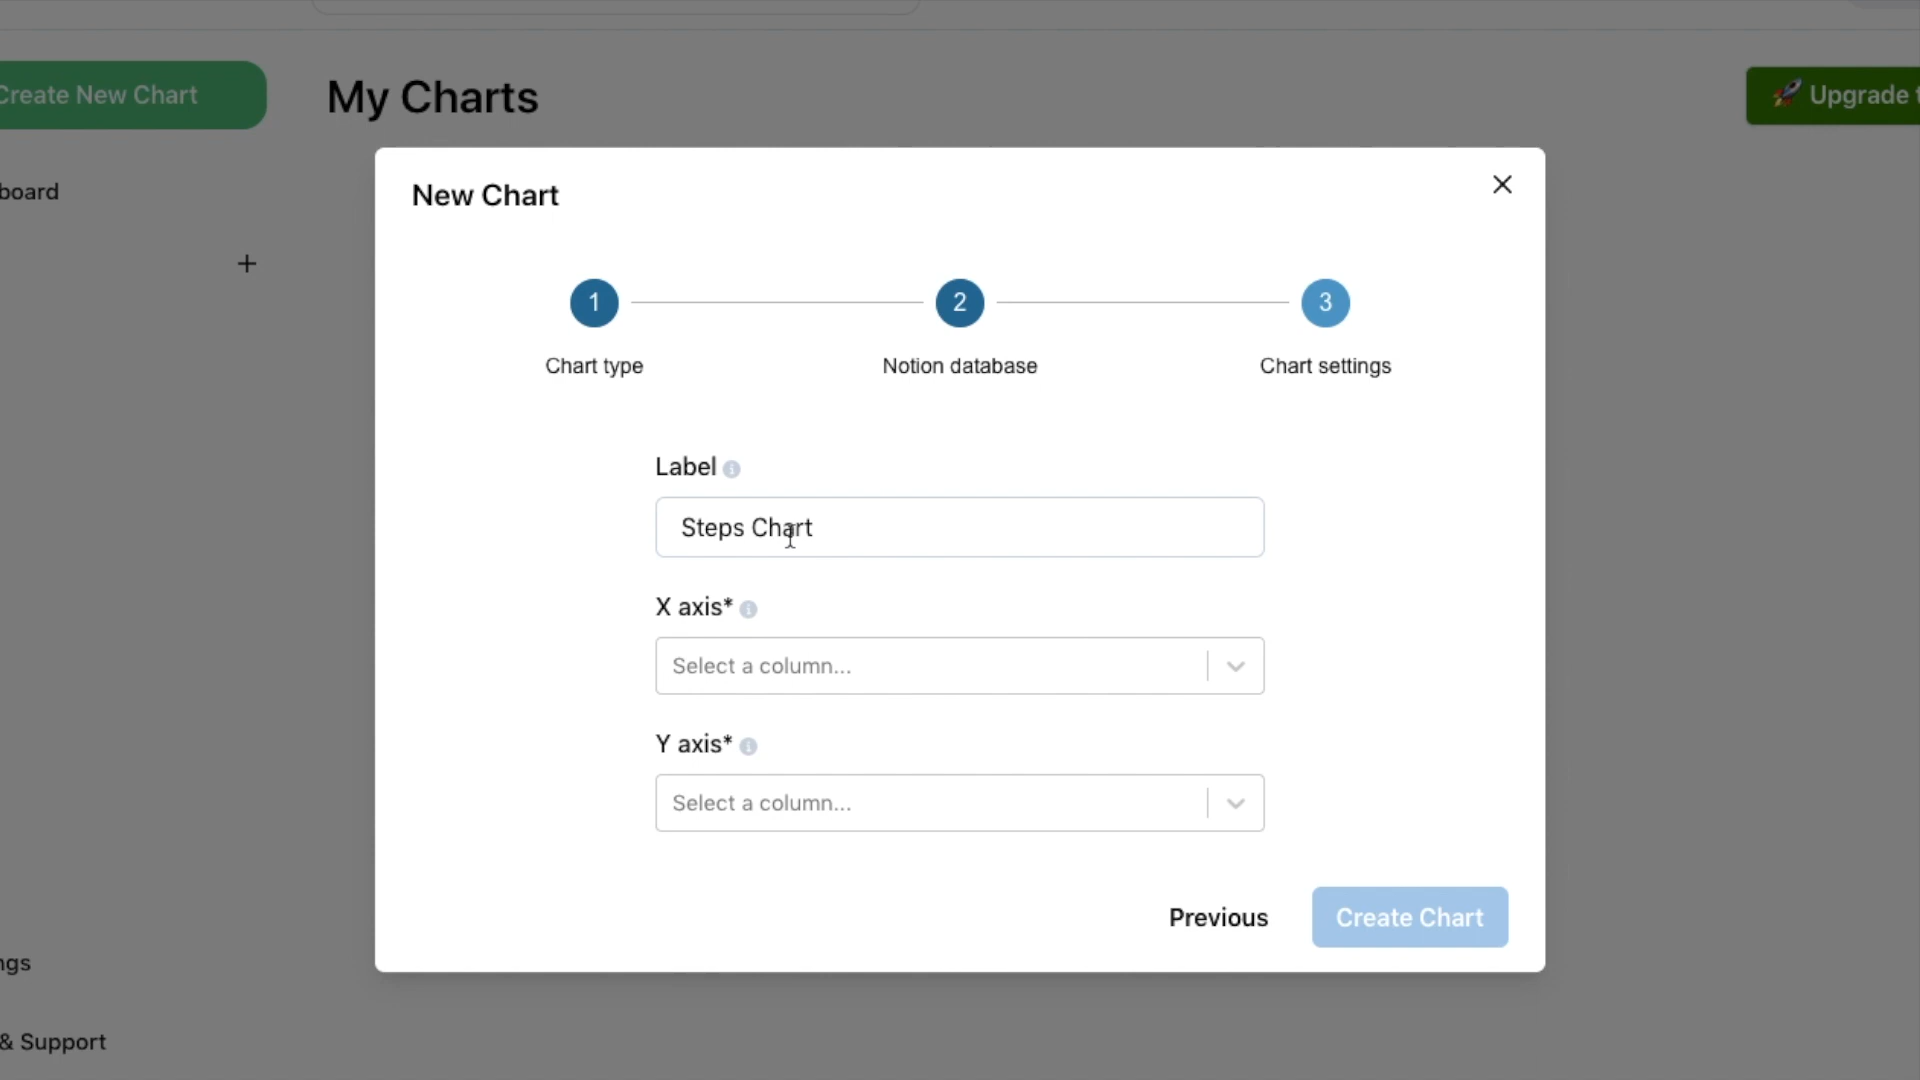 Create New Chart
My Charts
🚀 Upgrade t
board
+
New Chart
1
2
3
Chart type
Notion database
Chart settings
Label
Steps Chart
X axis*
Select a column...
Y axis*
Select a column...
Previous
Create Chart
ngs
& Support